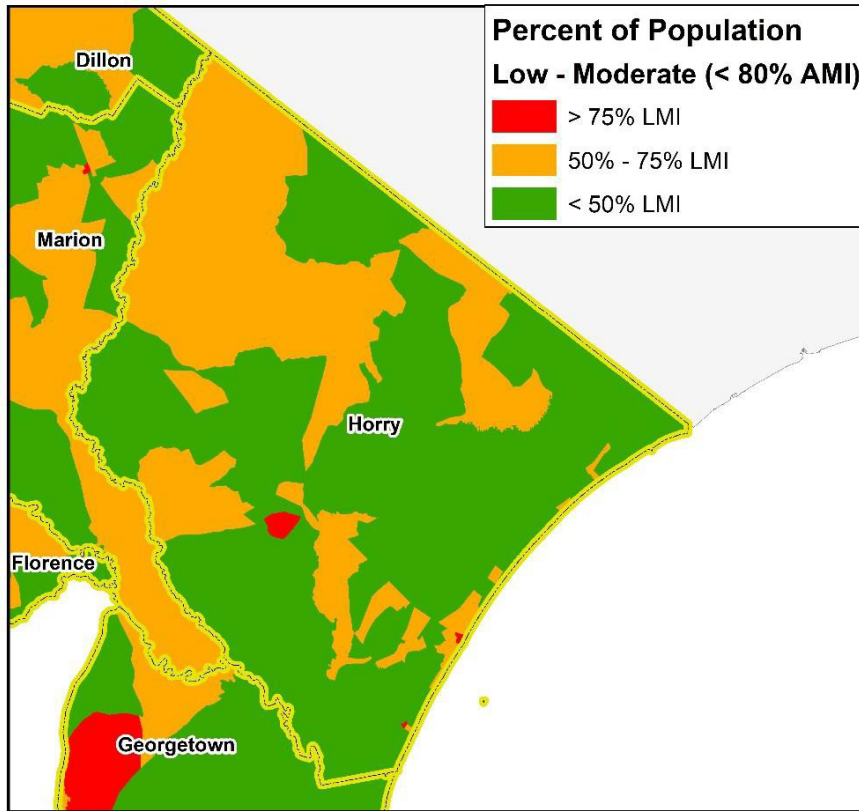 Percent of Population
Low - Moderate (< 80% AMI)
> 75% LMI
50% - 75% LMI
< 50% LMI
Dillon
Marion
Horry
Florence
Georgetown